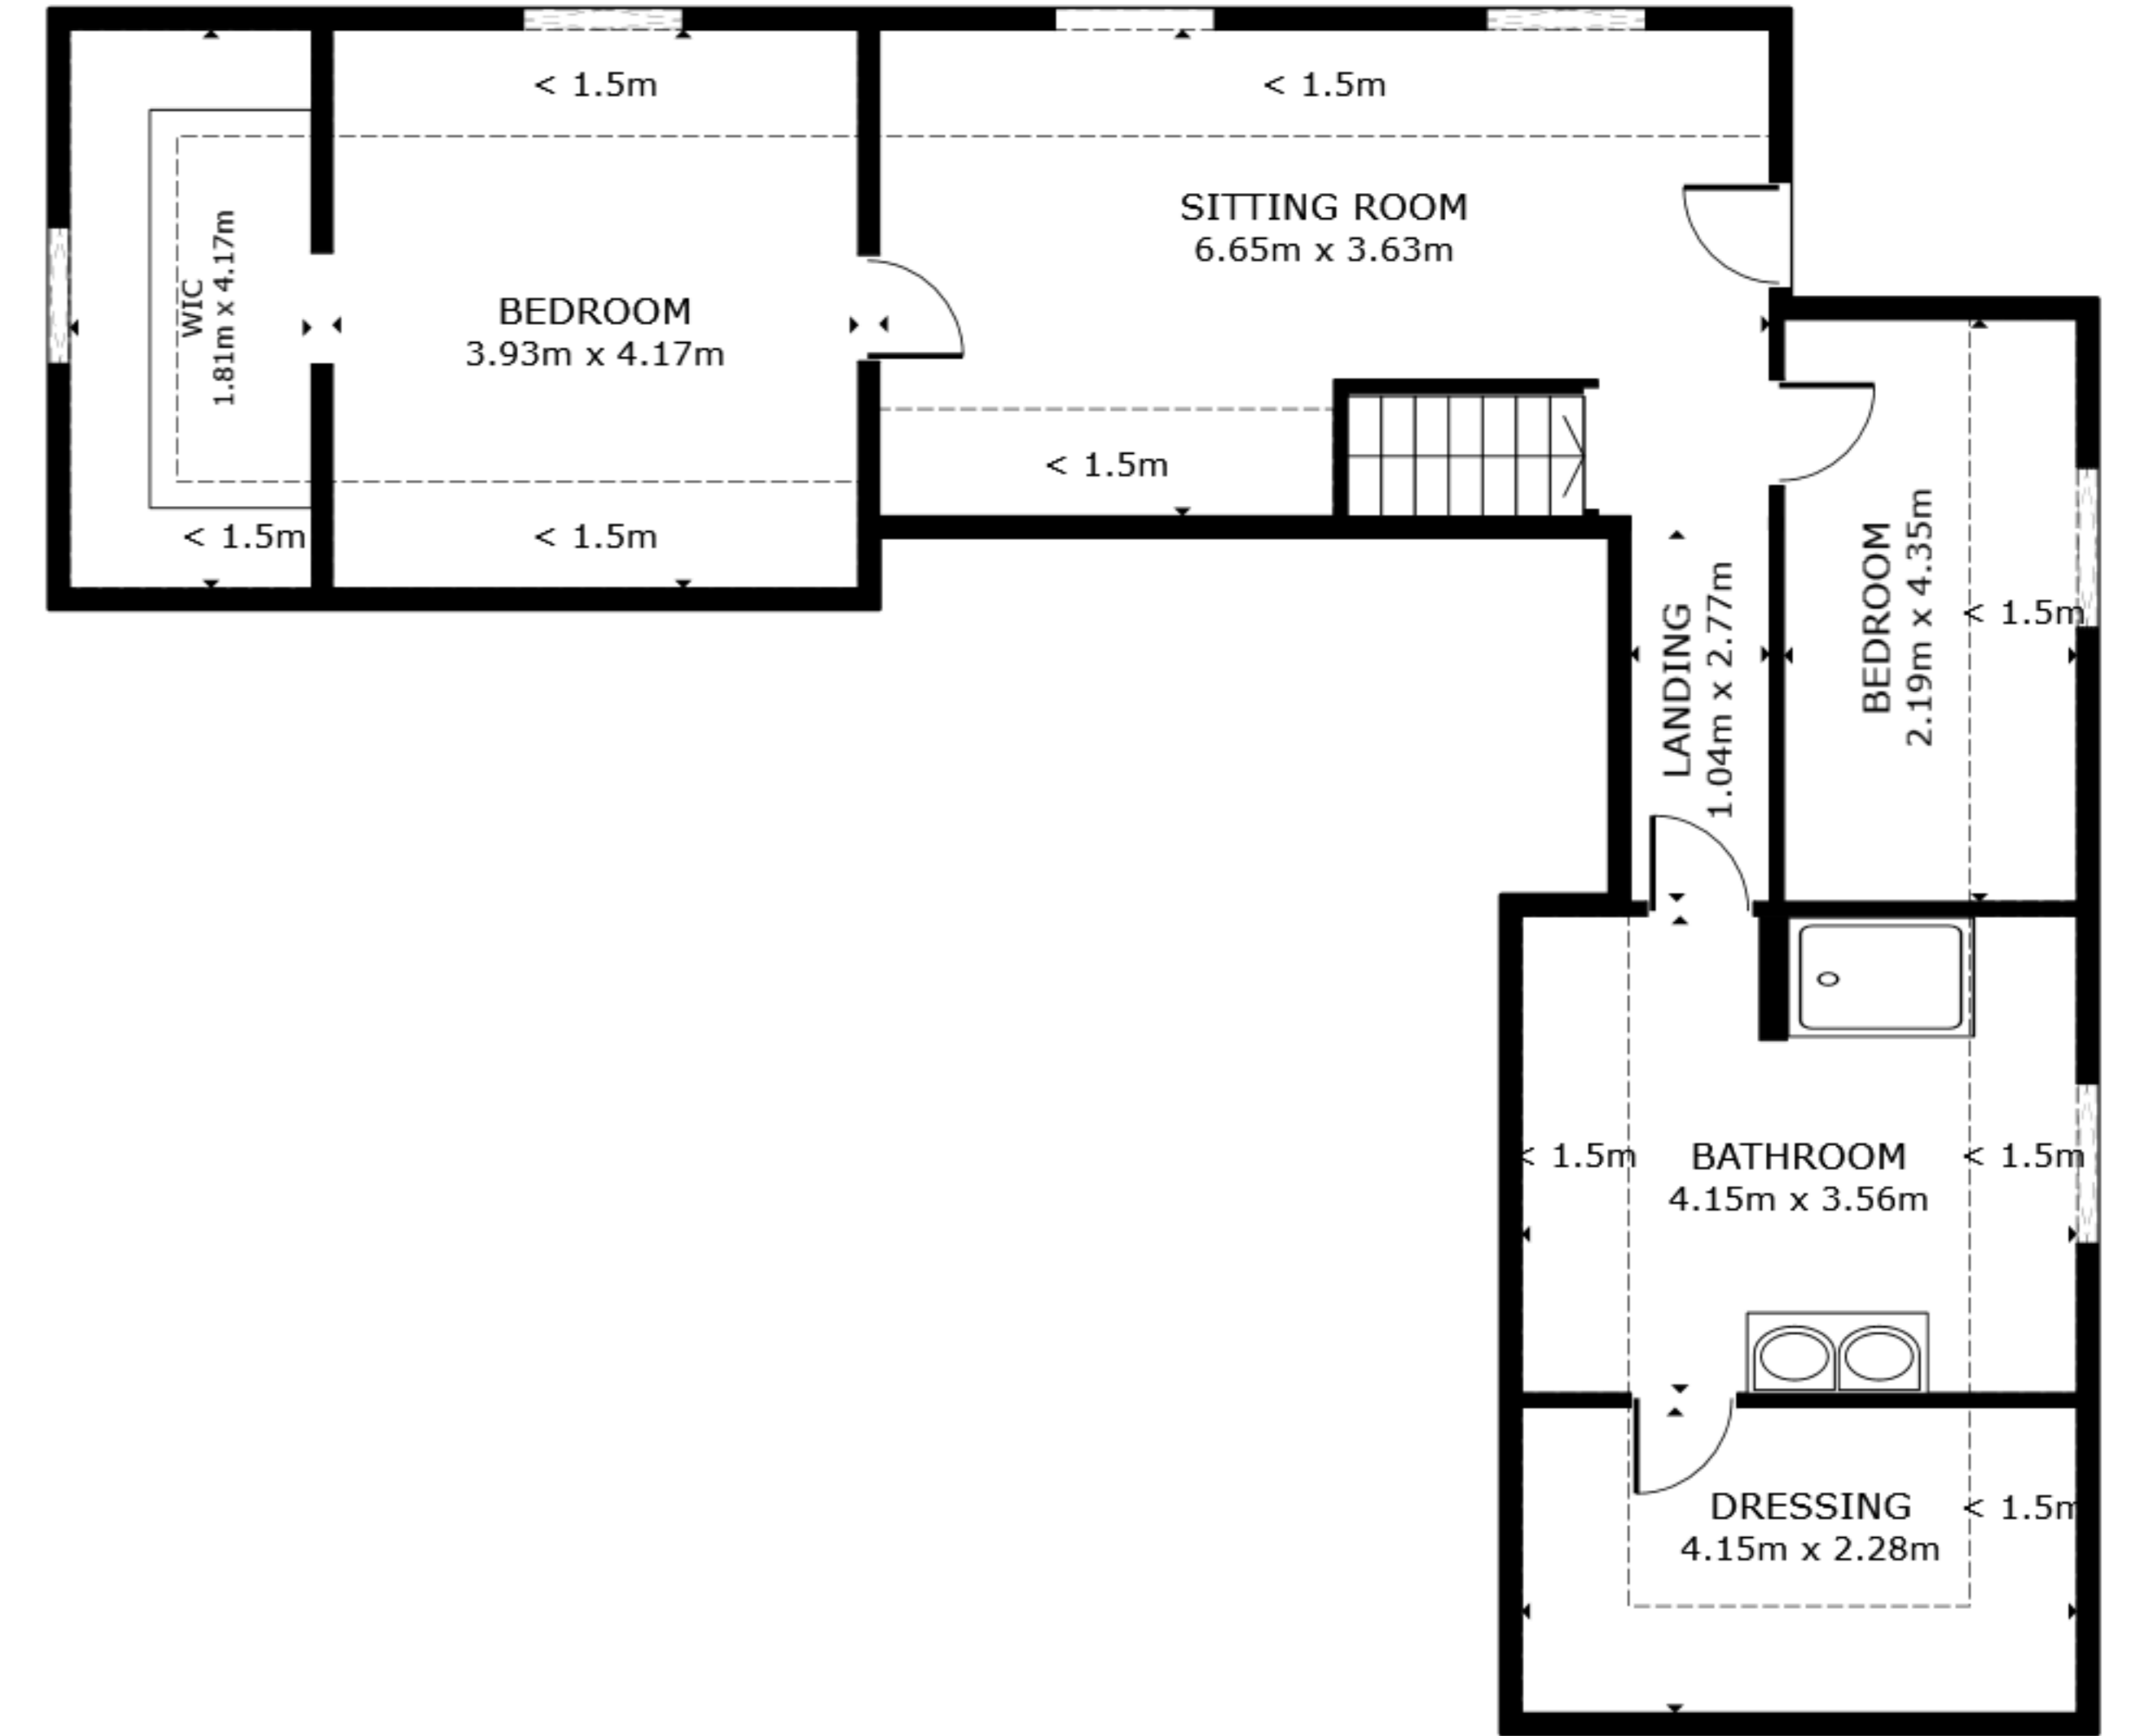 < 1.5m
< 1.5m
SITTING ROOM
6.65m x 3.63m
WIC
1.81m x 4.17m
BEDROOM
3.93m x 4.17m
< 1.5m
< 1.5m
< 1.5m
BEDROOM
2.19m x 4.35m
< 1.5m
LANDING
1.04m x 2.77m
< 1.5m
BATHROOM
4.15m x 3.56m
< 1.5m
DRESSING
4.15m x 2.28m
< 1.5m